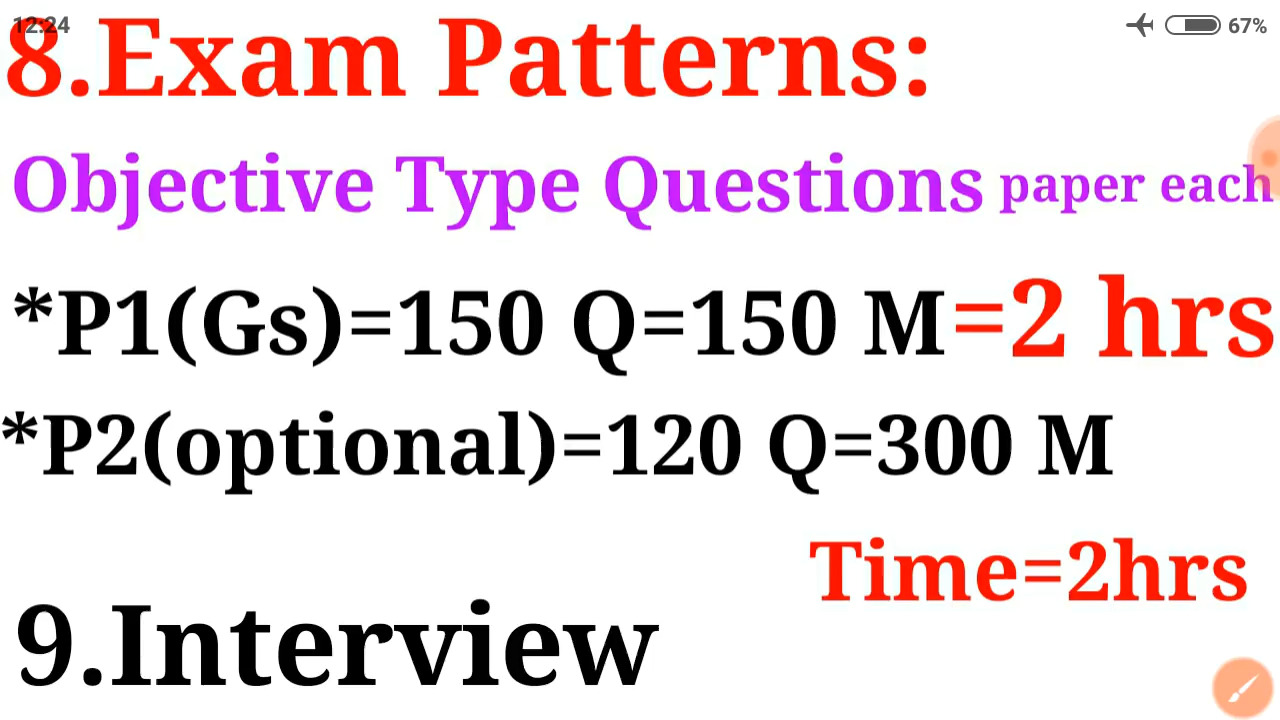 12:24
67%
8.Exam Patterns:
Objective Type Questions paper each
*P1(Gs)=150 Q=150 M=2 hrs
*P2(optional)=120 Q=300 M
Time=2hrs
9.Interview